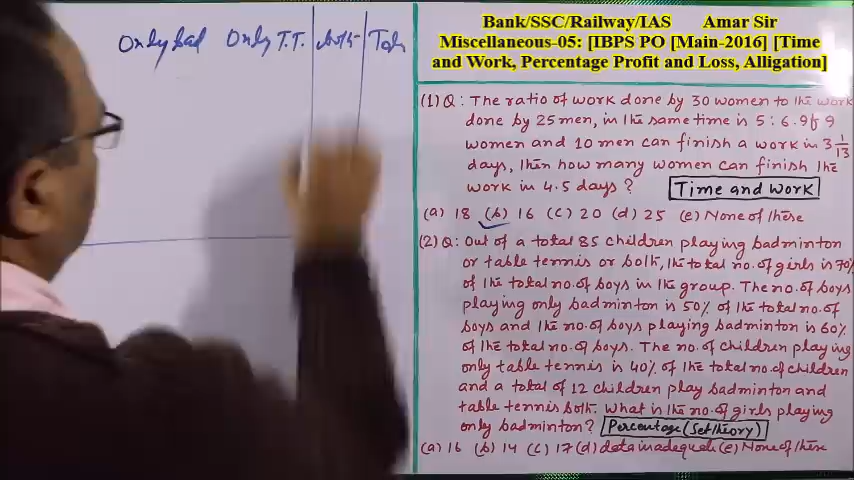 Only bad Only T.T. both Total
Bank/SSC/Railway/IAS Amar Sir
Miscellaneous-05: [IBPS PO [Main-2016] [Time
and Work, Percentage Profit and Loss, Alligation]
(1) Q: The ratio of work done by 30 women to the work
done by 25 men, in the same time is 5:6. If 9
women and 10 men can finish a work in 3 1/13
days, then how many women can finish the
work in 4.5 days? Time and work
(a) 18 (b) 16 (c) 20 (d) 25 (e) None of these
(2) Q: Out of a total 85 children playing badminton
or table tennis or both, the total no. of girls is 70%
of the total no. of boys in the group. The no. of boys
playing only badminton is 50% of the total no. of
boys and the no. of boys playing badminton is 60%
of the total no. of boys. The no. of children playing
only table tennis is 40% of the total no. of children
and a total of 12 children play badminton and
table tennis both. What is the no. of girls playing
only badminton? Percentage (Set theory)
(a) 16 (b) 14 (c) 17 (d) data inadequate (e) None of these